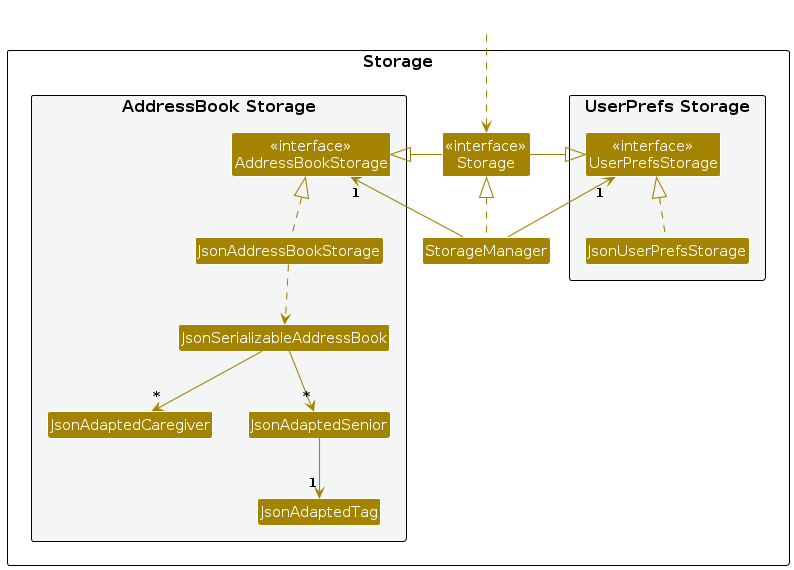 Storage
AddressBook Storage
UserPrefs Storage
«interface»
AddressBookStorage
«interface»
Storage
«interface»
UserPrefsStorage
1
1
JsonAddressBookStorage
StorageManager
JsonUserPrefsStorage
JsonSerializableAddressBook
*
*
JsonAdaptedCaregiver
JsonAdaptedSenior
1
JsonAdaptedTag